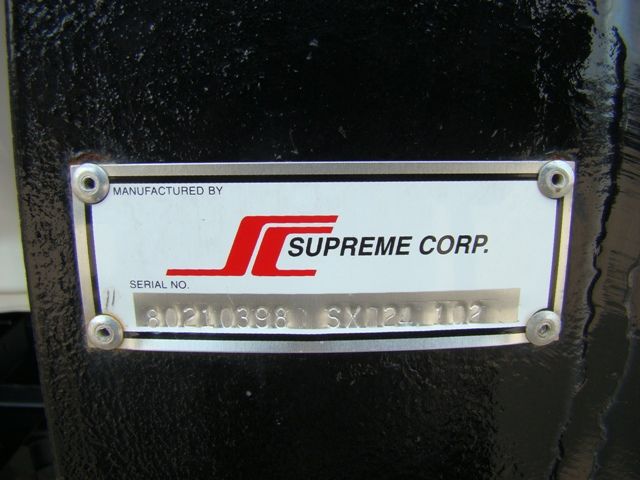 MANUFACTURED BY
SUPREME CORP.
SERIAL NO.
80210398